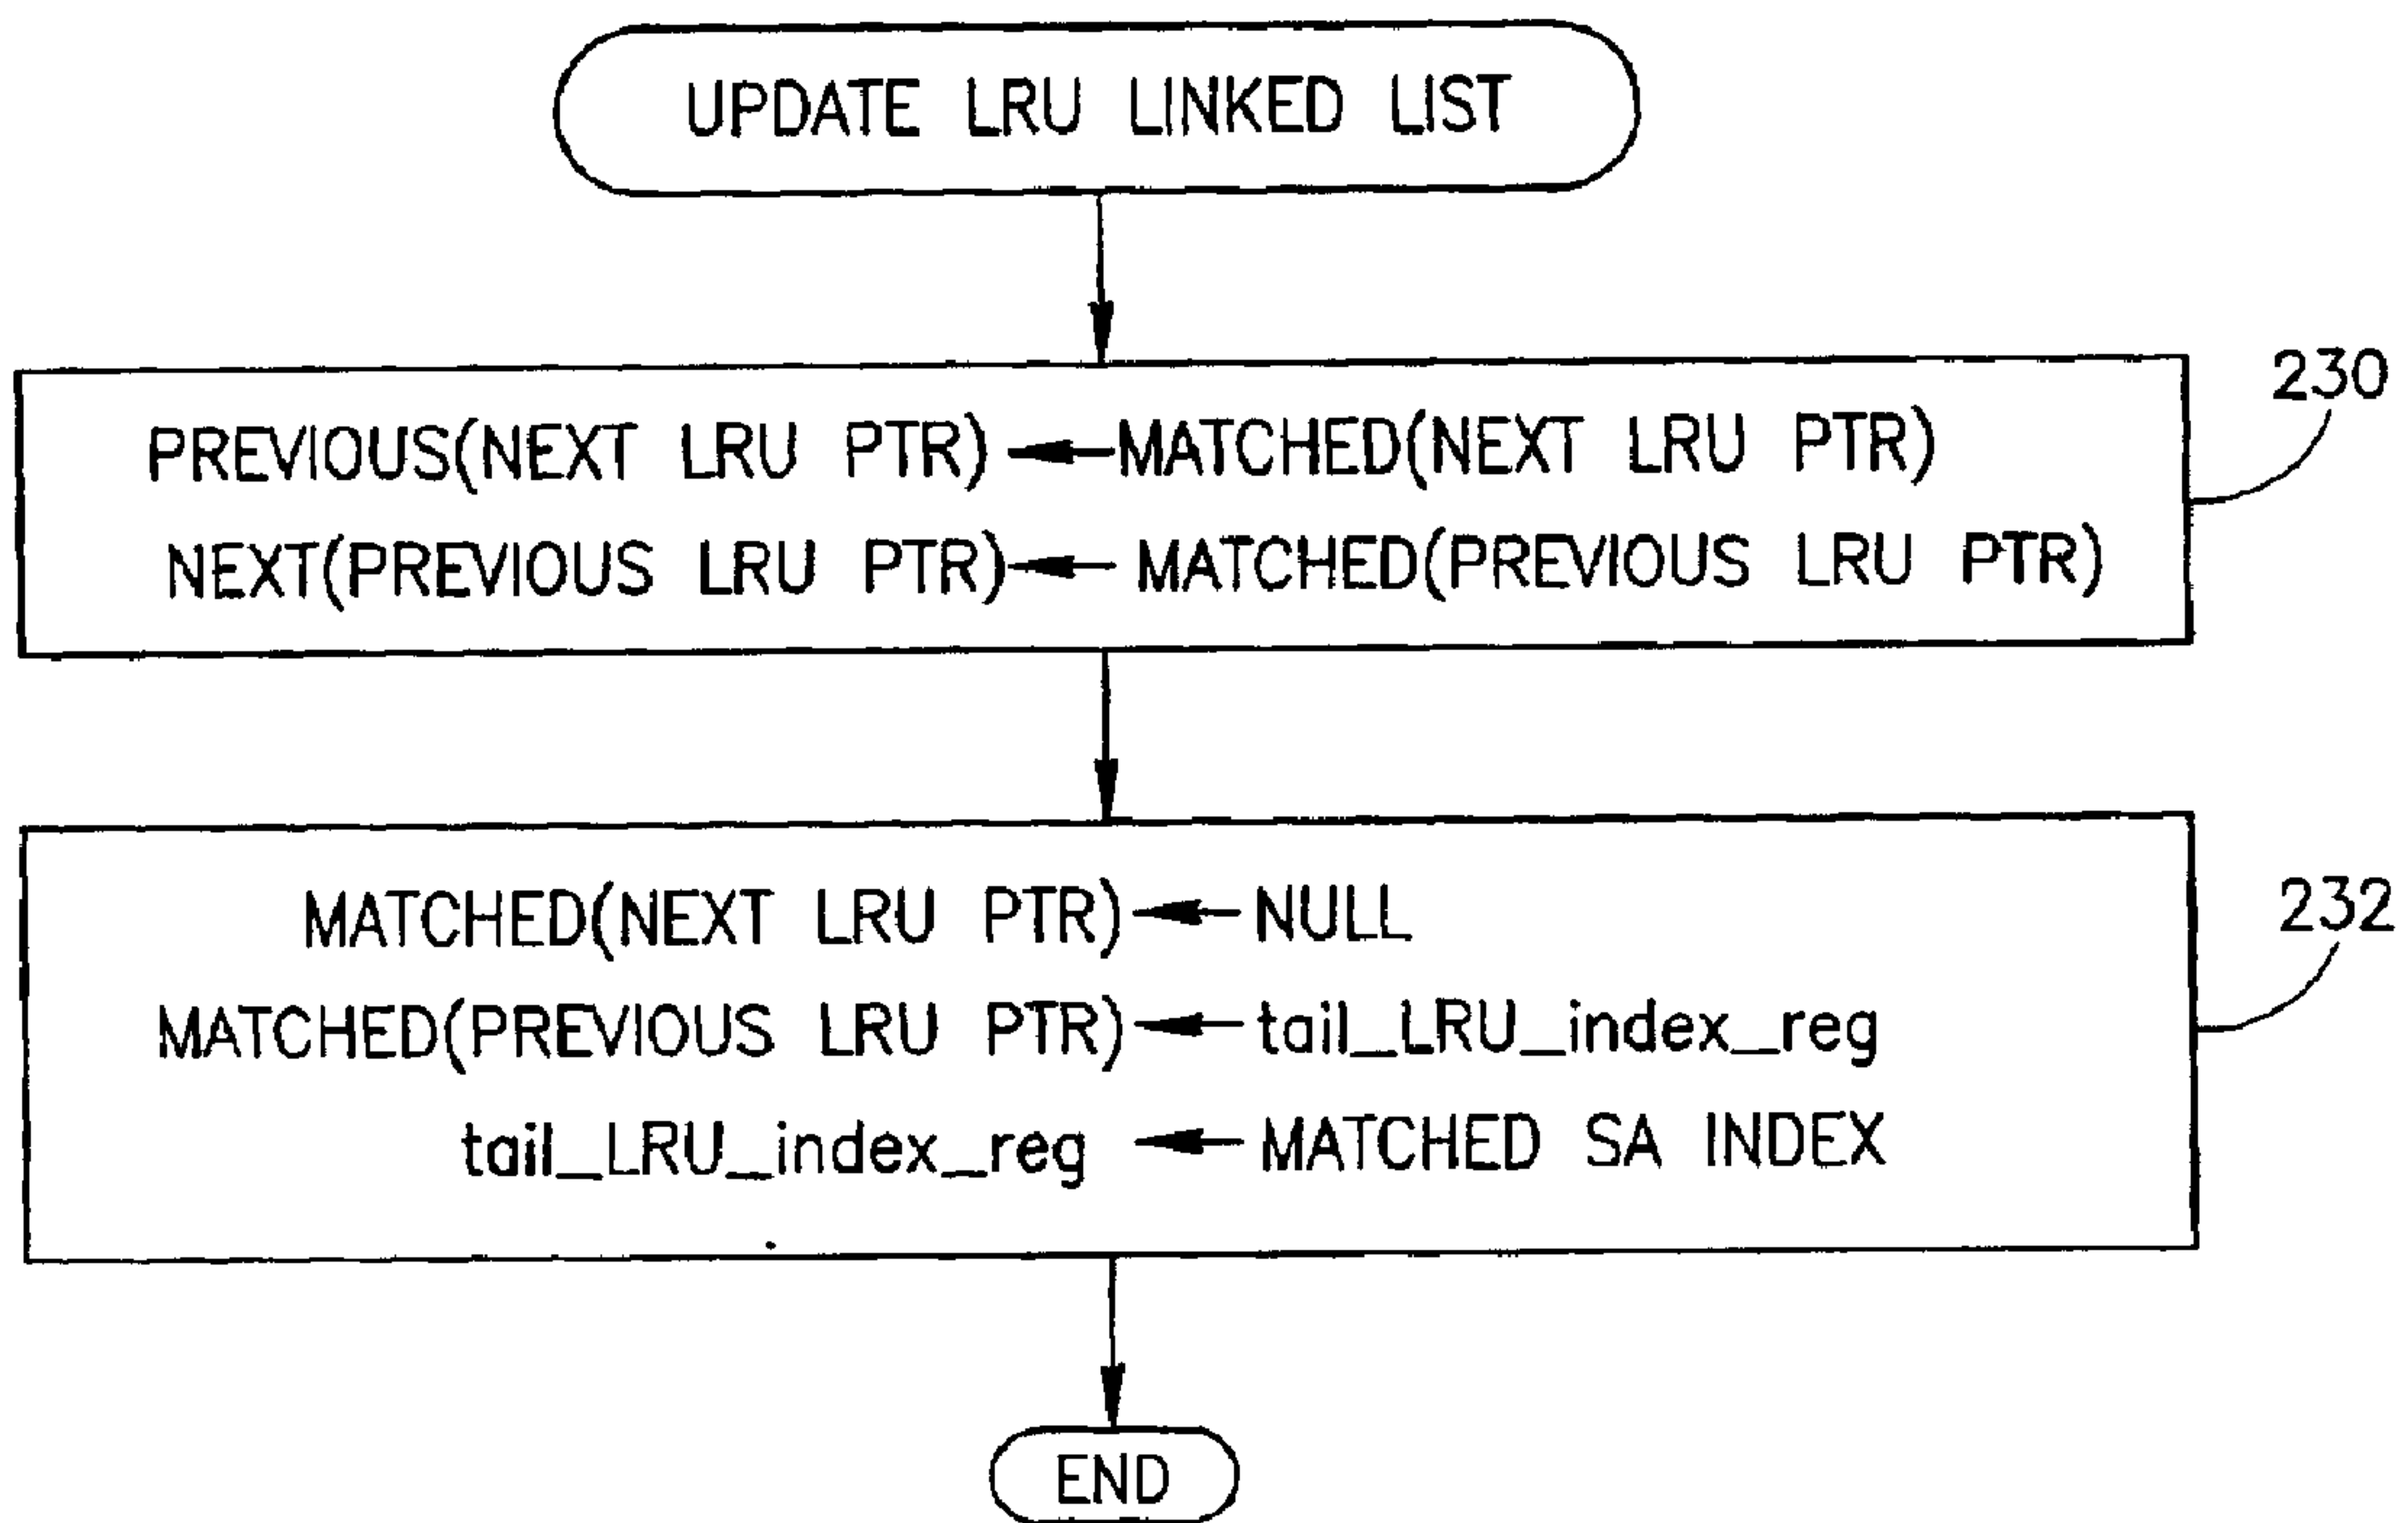 UPDATE LRU LINKED LIST
230
PREVIOUS(NEXT LRU PTR) ← MATCHED(NEXT LRU PTR)
NEXT(PREVIOUS LRU PTR) ← MATCHED(PREVIOUS LRU PTR)
232
MATCHED(NEXT LRU PTR) ← NULL
MATCHED(PREVIOUS LRU PTR) ← tail_LRU_index_reg
tail_LRU_index_reg ← MATCHED SA INDEX
END